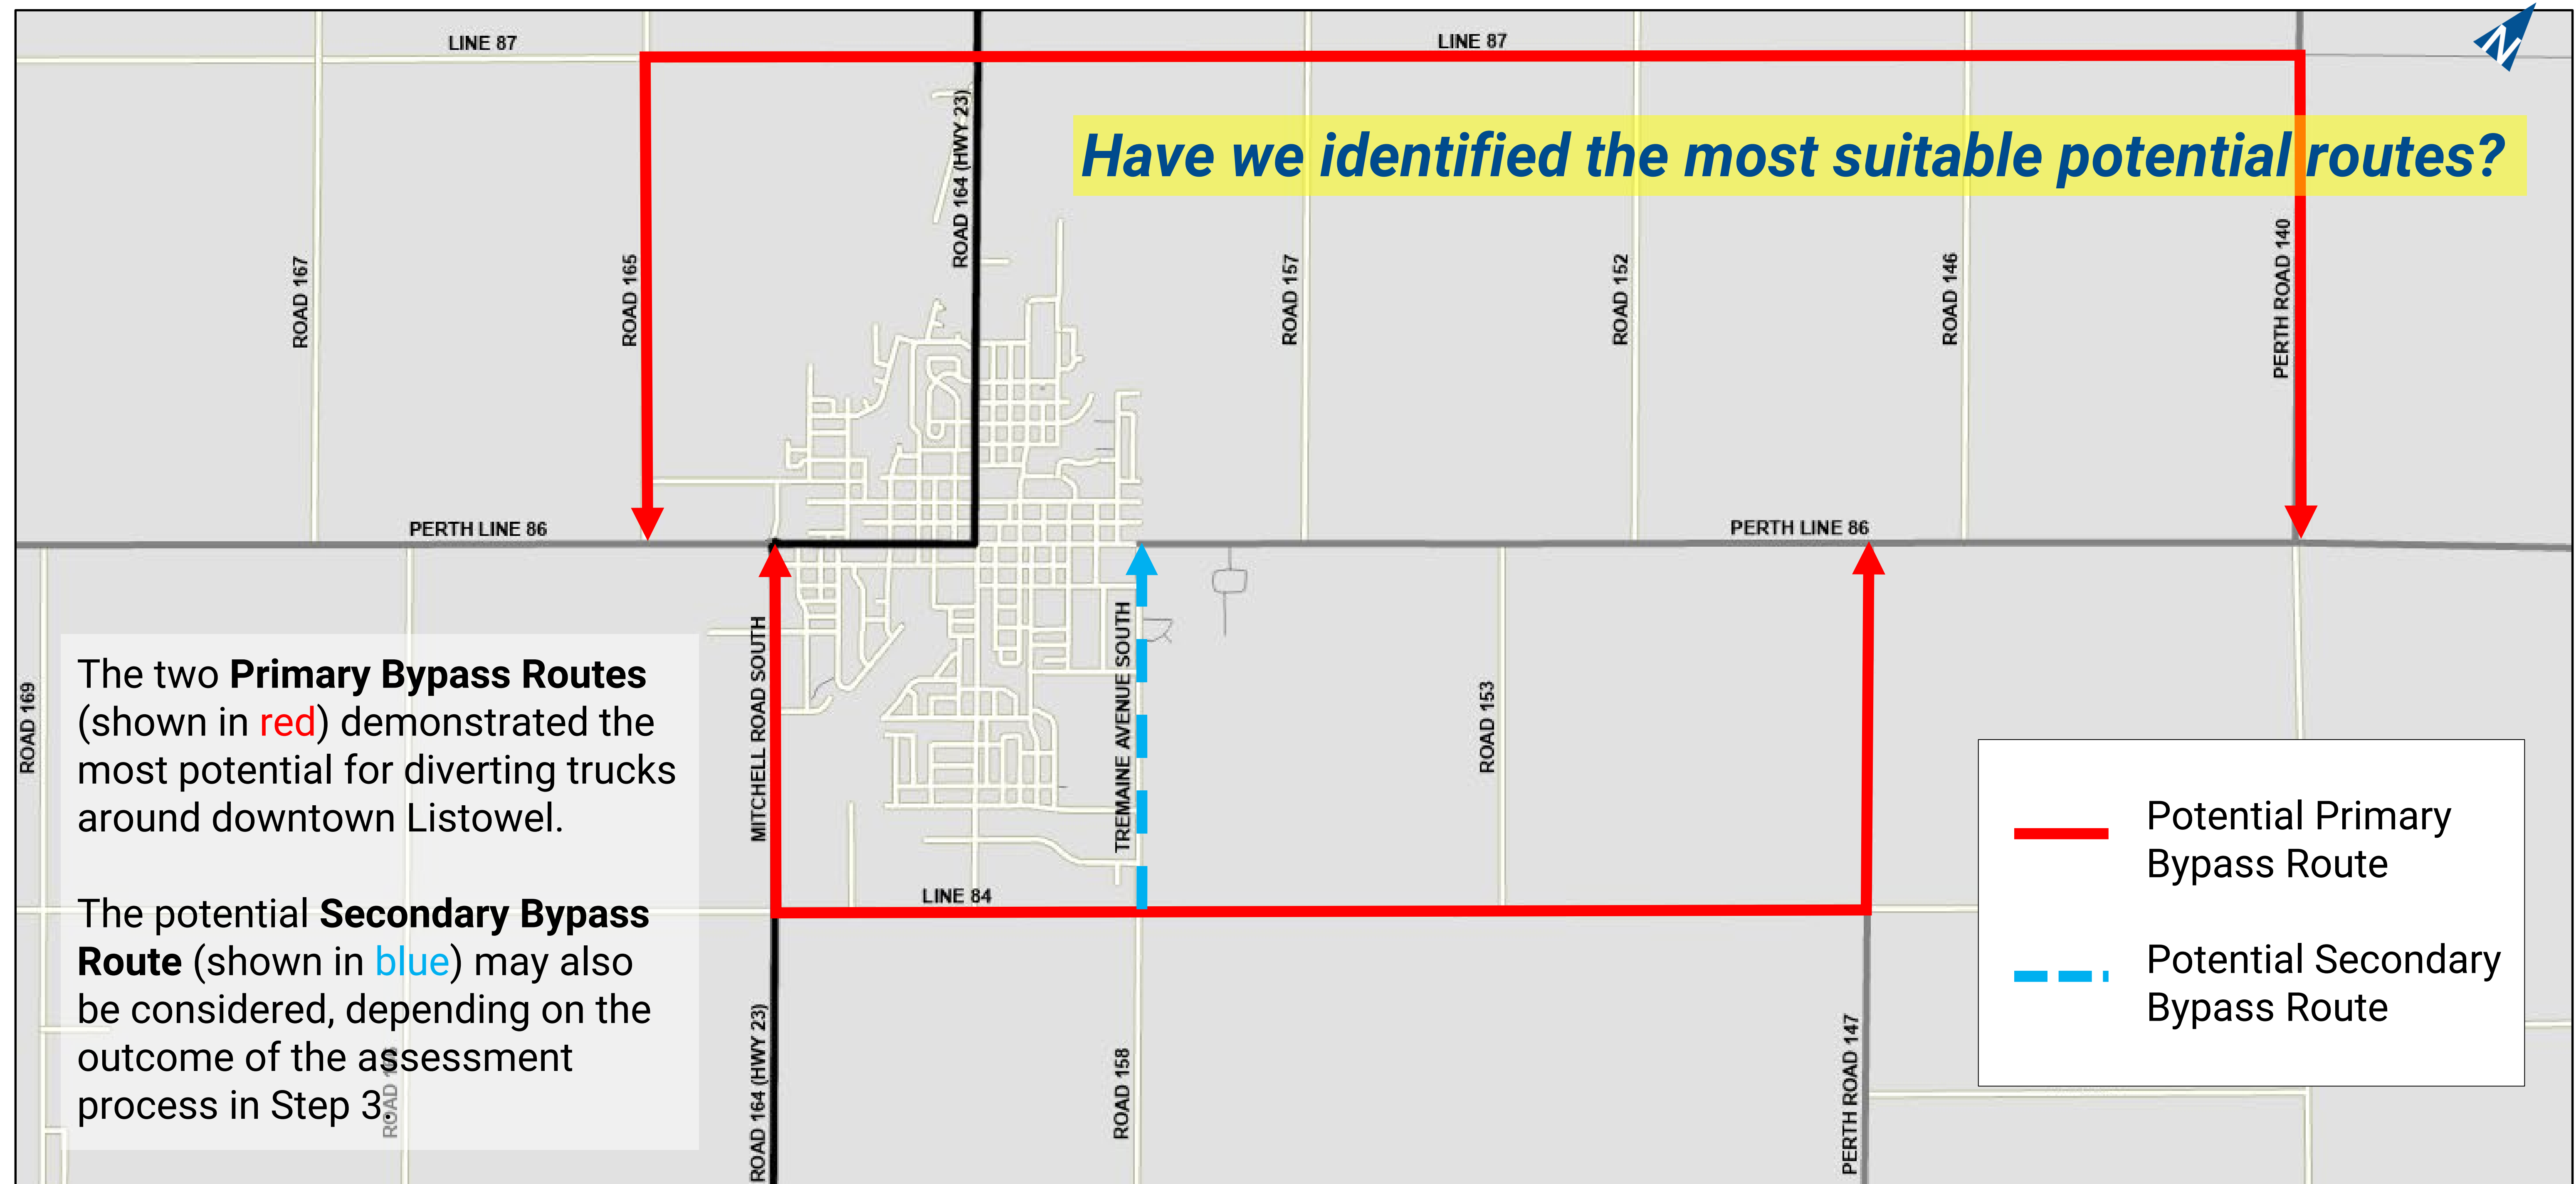 LINE 87
LINE 87
N
Have we identified the most suitable potential routes?
ROAD 167
ROAD 165
ROAD 164 (HWY 23)
ROAD 157
ROAD 152
ROAD 146
PERTH ROAD 140
PERTH LINE 86
PERTH LINE 86
ROAD 169
MITCHELL ROAD SOUTH
TREMAINE AVENUE SOUTH
ROAD 153
The two Primary Bypass Routes
(shown in red) demonstrated the
most potential for diverting trucks
around downtown Listowel.
The potential Secondary Bypass
Route (shown in blue) may also
be considered, depending on the
outcome of the assessment
process in Step 3.
ROAD
LINE 84
ROAD 164 (HWY 23)
ROAD 158
PERTH ROAD 147
Potential Primary
Bypass Route
Potential Secondary
Bypass Route